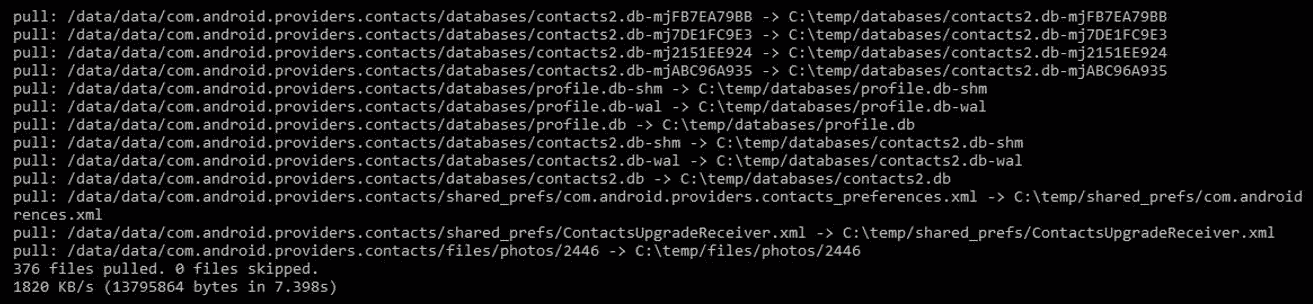 pull: /data/data/com.android.providers.contacts/databases/contacts2.db-mjFB7EA79BB -> C:\temp/databases/contacts2.db-mjFB7EA79BB
pull: /data/data/com.android.providers.contacts/databases/contacts2.db-mj7DE1FC9E3 -> C:\temp/databases/contacts2.db-mj7DE1FC9E3
pull: /data/data/com.android.providers.contacts/databases/contacts2.db-mj2151EE924 -> C:\temp/databases/contacts2.db-mj2151EE924
pull: /data/data/com.android.providers.contacts/databases/contacts2.db-mjABC96A935 -> C:\temp/databases/contacts2.db-mjABC96A935
pull: /data/data/com.android.providers.contacts/databases/profile.db-shm -> C:\temp/databases/profile.db-shm
pull: /data/data/com.android.providers.contacts/databases/profile.db-wal -> C:\temp/databases/profile.db-wal
pull: /data/data/com.android.providers.contacts/databases/profile.db -> C:\temp/databases/profile.db
pull: /data/data/com.android.providers.contacts/databases/contacts2.db-shm -> C:\temp/databases/contacts2.db-shm
pull: /data/data/com.android.providers.contacts/databases/contacts2.db-wal -> C:\temp/databases/contacts2.db-wal
pull: /data/data/com.android.providers.contacts/databases/contacts2.db -> C:\temp/databases/contacts2.db
pull: /data/data/com.android.providers.contacts/shared_prefs/com.android.providers.contacts_preferences.xml -> C:\temp/shared_prefs/com.android
rences.xml
pull: /data/data/com.android.providers.contacts/shared_prefs/ContactsUpgradeReceiver.xml -> C:\temp/shared_prefs/ContactsUpgradeReceiver.xml
pull: /data/data/com.android.providers.contacts/files/photos/2446 -> C:\temp/files/photos/2446
376 files pulled. 0 files skipped.
1820 KB/s (13795864 bytes in 7.398s)